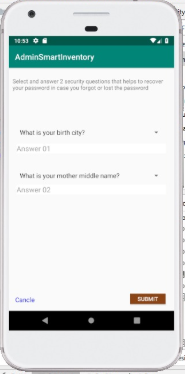 10:53
AdminSmartInventory
Select and answer 2 security questions that helps to recover
your password in case you forgot or lost the password
What is your birth city?
Answer 01
What is your mother middle name?
Answer 02
Cancle
SUBMIT